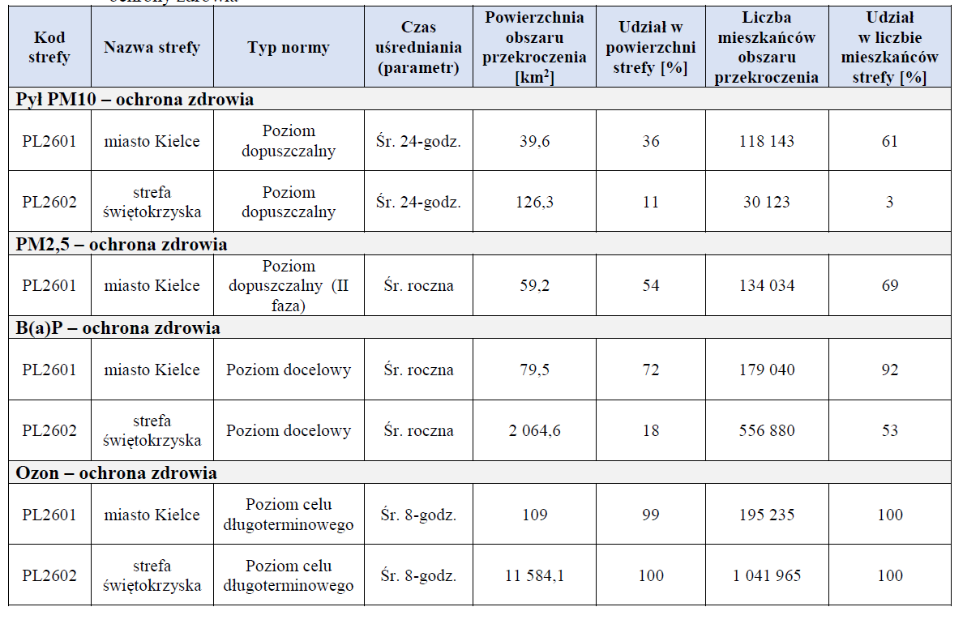 ochrony zdrowia
Kod strefy | Nazwa strefy | Typ normy | Czas uśredniania (parametr) | Powierzchnia obszaru przekroczenia [km²] | Udział w powierzchni strefy [%] | Liczba mieszkańców obszaru przekroczenia | Udział w liczbie mieszkańców strefy [%]
Pył PM10 – ochrona zdrowia
PL2601 | miasto Kielce | Poziom dopuszczalny | Śr. 24-godz. | 39,6 | 36 | 118 143 | 61
PL2602 | strefa świętokrzyska | Poziom dopuszczalny | Śr. 24-godz. | 126,3 | 11 | 30 123 | 3
PM2,5 – ochrona zdrowia
PL2601 | miasto Kielce | Poziom dopuszczalny (II faza) | Śr. roczna | 59,2 | 54 | 134 034 | 69
B(a)P – ochrona zdrowia
PL2601 | miasto Kielce | Poziom docelowy | Śr. roczna | 79,5 | 72 | 179 040 | 92
PL2602 | strefa świętokrzyska | Poziom docelowy | Śr. roczna | 2 064,6 | 18 | 556 880 | 53
Ozon – ochrona zdrowia
PL2601 | miasto Kielce | Poziom celu długoterminowego | Śr. 8-godz. | 109 | 99 | 195 235 | 100
PL2602 | strefa świętokrzyska | Poziom celu długoterminowego | Śr. 8-godz. | 11 584,1 | 100 | 1 041 965 | 100